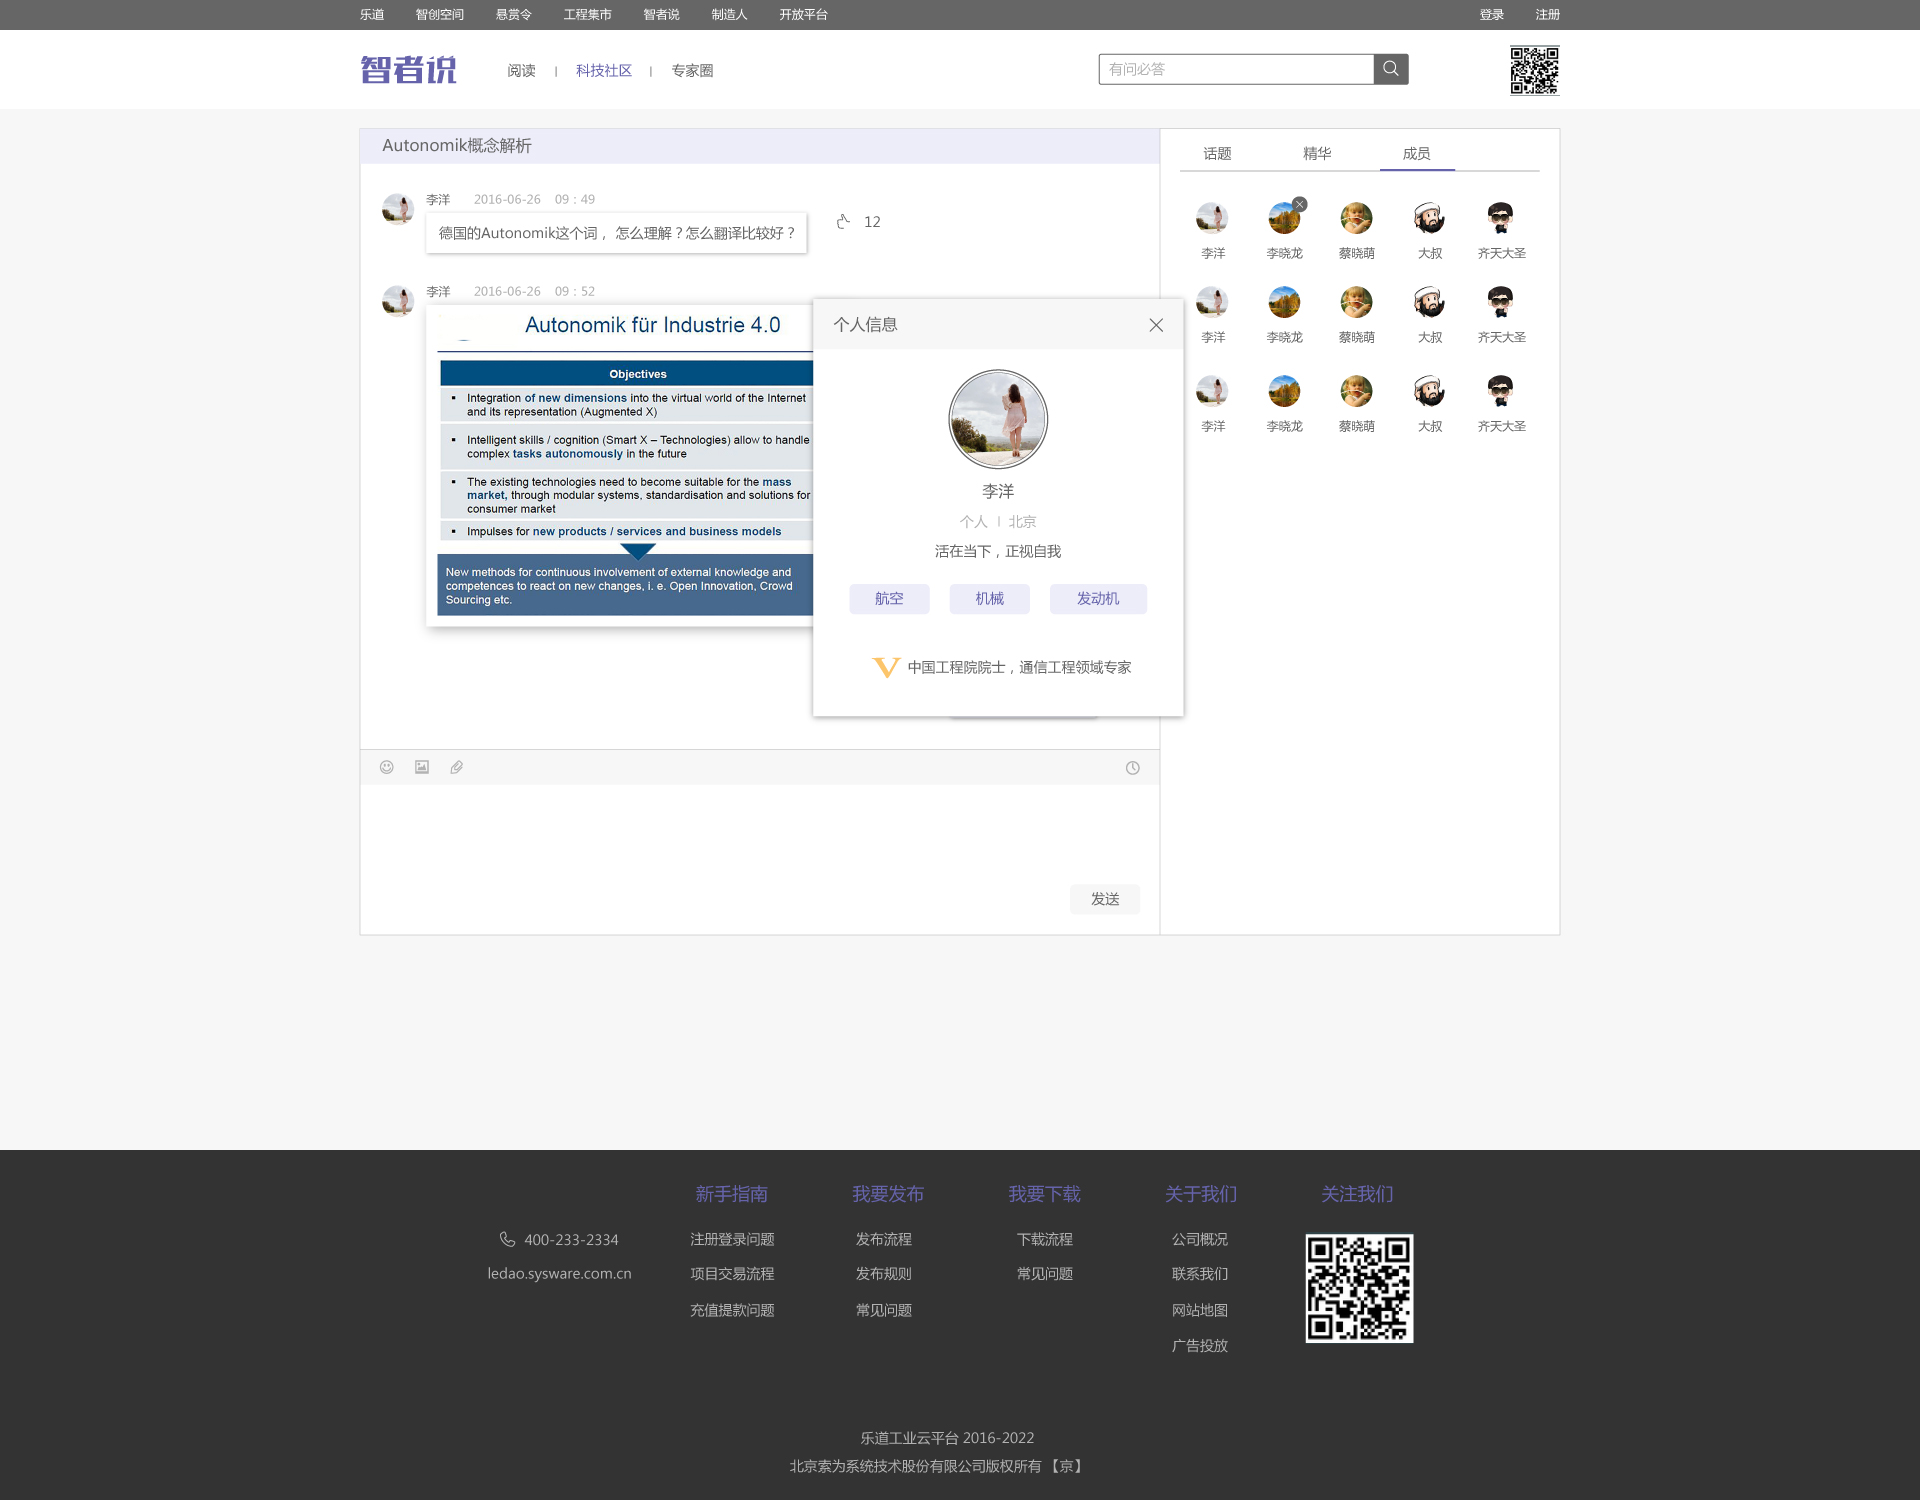 乐道 智创空间 悬赏令 工程集市 智者说 制造人 开放平台 登录 注册
智者说 阅读 科技社区 专家圈 有问必答
Autonomik概念解析
话题 精华 成员
李洋 2016-06-26 09：49
德国的Autonomik这个词， 怎么理解？怎么翻译比较好？
12
李洋 2016-06-26 09：52
Autonomik für Industrie 4.0
Objectives
Integration of new dimensions into the virtual world of the Internet
and its representation (Augmented X)
Intelligent skills / cognition (Smart X – Technologies) allow to handle
complex tasks autonomously in the future
The existing technologies need to become suitable for the mass
market, through modular systems, standardisation and solutions for
consumer market
Impulses for new products / services and business models
New methods for continuous involvement of external knowledge and
competences to react on new changes, i. e. Open Innovation, Crowd
Sourcing etc.
个人信息
李洋
个人 | 北京
活在当下，正视自我
航空 机械 发动机
V 中国工程院院士，通信工程领域专家
李洋 李晓龙 蔡晓萌 大叔 齐天大圣
李洋 李晓龙 蔡晓萌 大叔 齐天大圣
李洋 李晓龙 蔡晓萌 大叔 齐天大圣
发送
400-233-2334
ledao.sysware.com.cn
新手指南
注册登录问题
项目交易流程
充值提款问题
我要发布
发布流程
发布规则
常见问题
我要下载
下载流程
常见问题
关于我们
公司概况
联系我们
网站地图
广告投放
关注我们
乐道工业云平台 2016-2022
北京索为系统技术股份有限公司版权所有 【京】